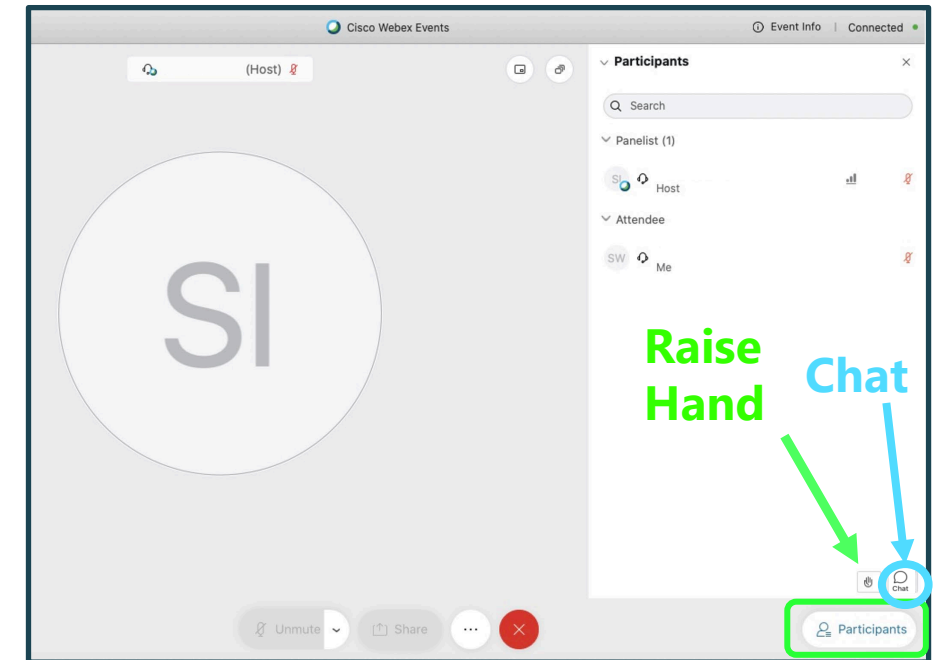 Cisco Webex Events
Event Info | Connected
(Host)
Participants
Search
Panelist (1)
SI
Host
Attendee
SW
Me
SI
Raise
Hand
Chat
Chat
Unmute
Share
Participants